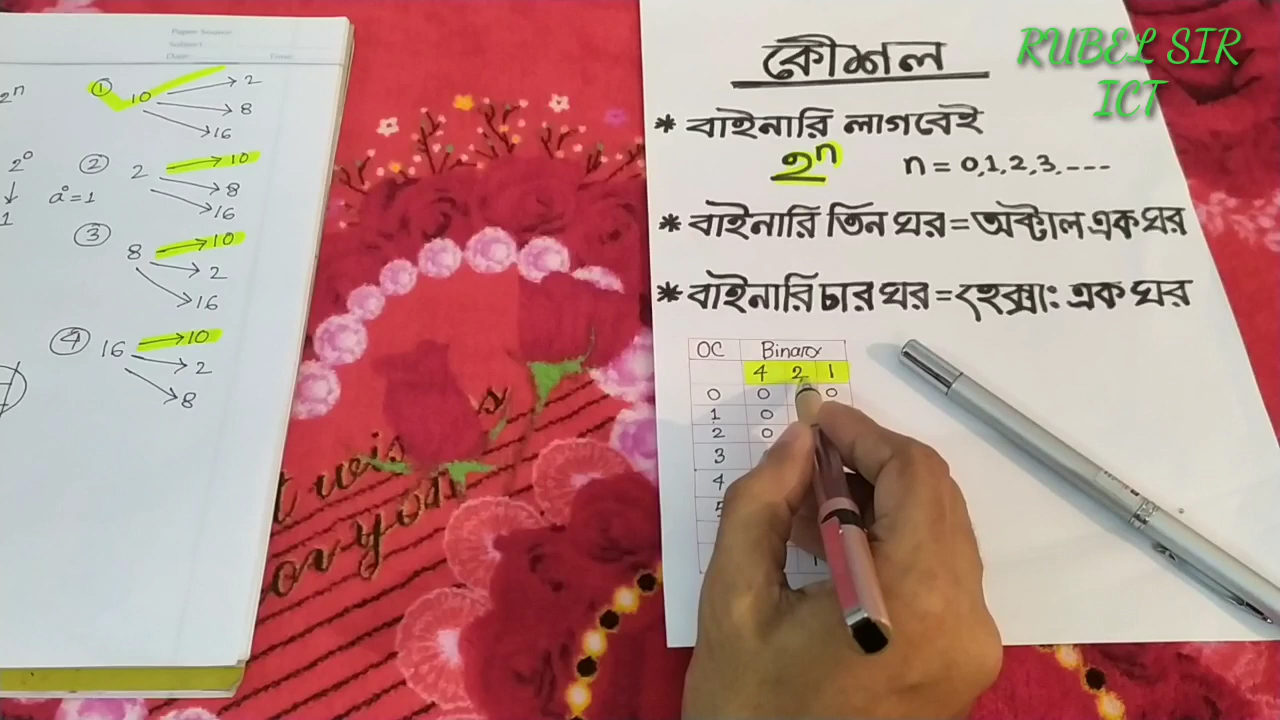 2ⁿ
① 10 → 2
→ 8
→ 16
2⁰
↓
1
a⁰=1
② 2 → 10
→ 8
→ 16
③
8 → 10
→ 2
→ 16
④ 16 → 10
→ 2
→ 8
RUBEL SIR
ICT
কৌশল
* বাইনারি লাগবেই
2ⁿ n = 0,1,2,3,----
* বাইনারি তিন ঘর = অক্টাল এক ঘর
* বাইনারি চার ঘর = হেক্সাঃ এক ঘর
OC Binary
4 2 1
0 0 0
1 0
2 0
3
4
5
1